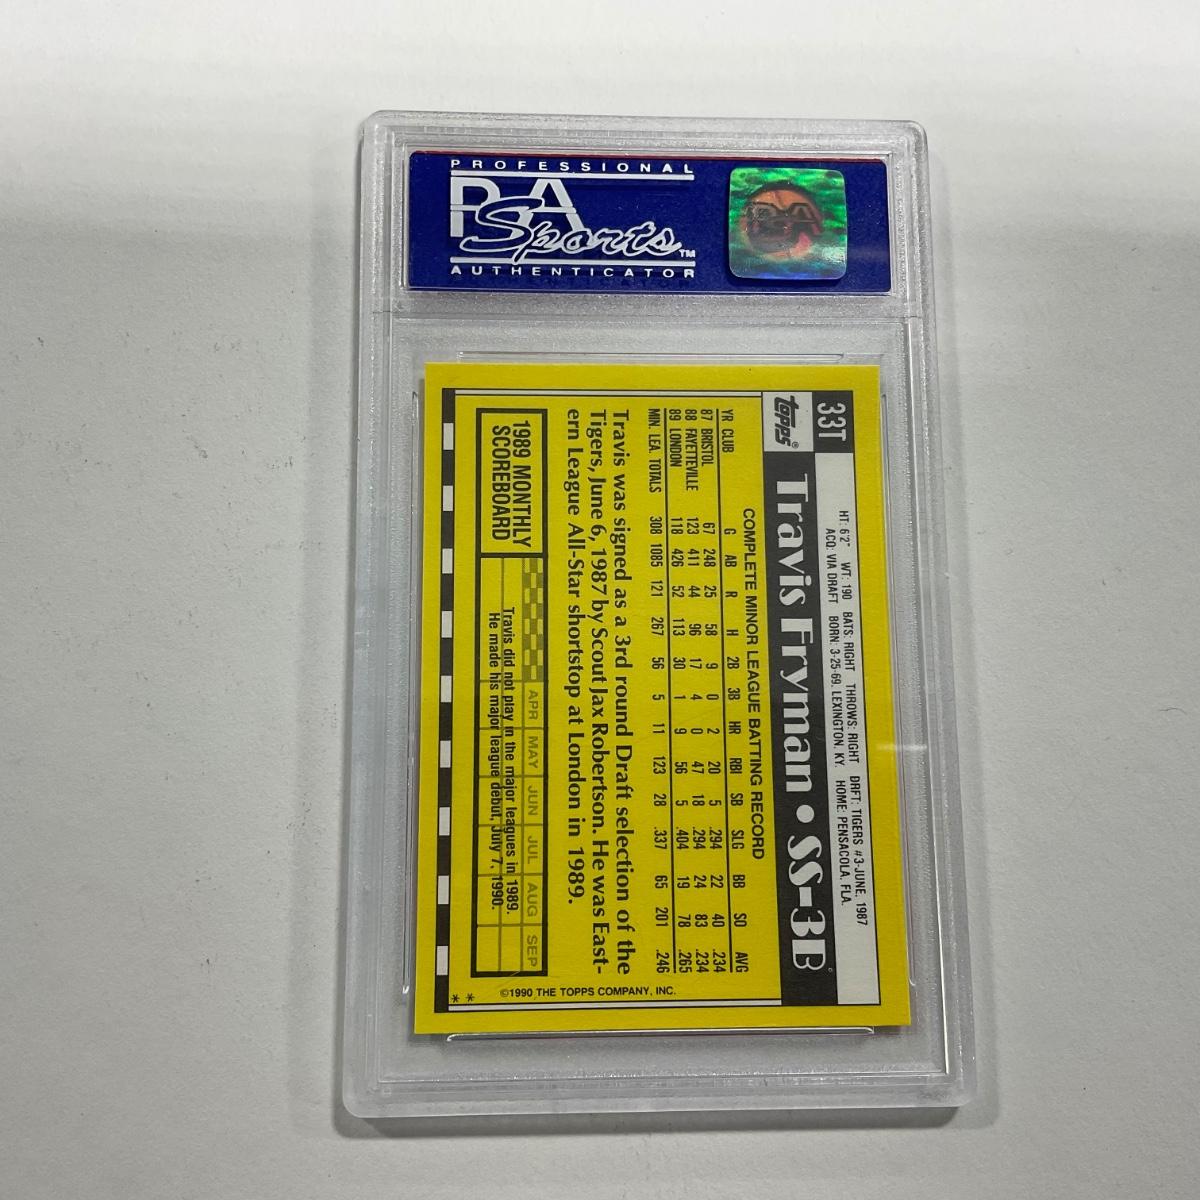 PROFESSIONAL
PSA
Sports™
AUTHENTICATOR
33T
topps®
HT: 6'2" WT: 190 BATS: RIGHT THROWS: RIGHT DRFT: TIGERS #3-JUNE, 1987
ACQ: VIA DRAFT BORN: 3-25-69, LEXINGTON, KY. HOME: PENSACOLA, FLA.
Travis Fryman • SS-3B
COMPLETE MINOR LEAGUE BATTING RECORD
YR CLUB G AB R H 2B 3B HR RBI SB SLG BB SO AVG
87 BRISTOL 67 248 25 58 9 0 2 20 5 .294 22 40 .234
88 FAYETTEVILLE 123 411 44 96 17 4 0 47 18 .294 24 83 .234
89 LONDON 118 426 52 113 30 1 9 56 5 .404 19 78 .265
MIN. LEA. TOTALS 308 1085 121 267 56 5 11 123 28 .337 65 201 .246
Travis was signed as a 3rd round Draft selection of the
Tigers, June 6, 1987 by Scout Jax Robertson. He was East-
ern League All-Star shortstop at London in 1989.
1989 MONTHLY
SCOREBOARD
APR MAY JUN JUL AUG SEP
Travis did not play in the major leagues in 1989.
He made his major league debut, July 7, 1990.
©1990 THE TOPPS COMPANY, INC.
* *